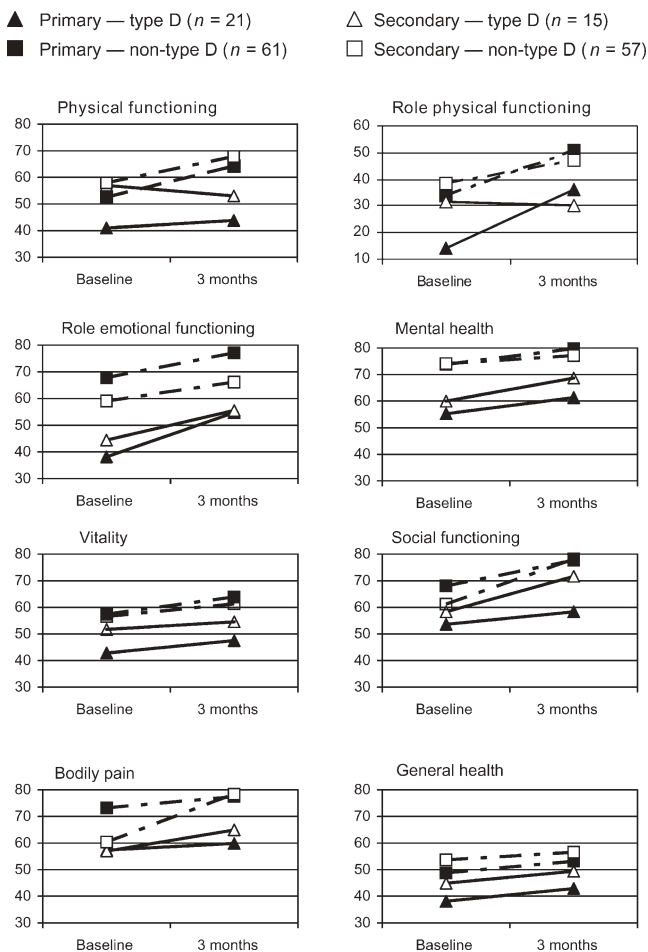 Primary — type D (n = 21)
Secondary — type D (n = 15)
Primary — non-type D (n = 61)
Secondary — non-type D (n = 57)
Physical functioning
80
70
60
50
40
30
Baseline 3 months
Role physical functioning
60
50
40
30
20
10
Baseline 3 months
Role emotional functioning
80
70
60
50
40
30
Baseline 3 months
Mental health
80
70
60
50
40
30
Baseline 3 months
Vitality
80
70
60
50
40
30
Baseline 3 months
Social functioning
80
70
60
50
40
30
Baseline 3 months
Bodily pain
80
70
60
50
40
30
Baseline 3 months
General health
80
70
60
50
40
30
Baseline 3 months